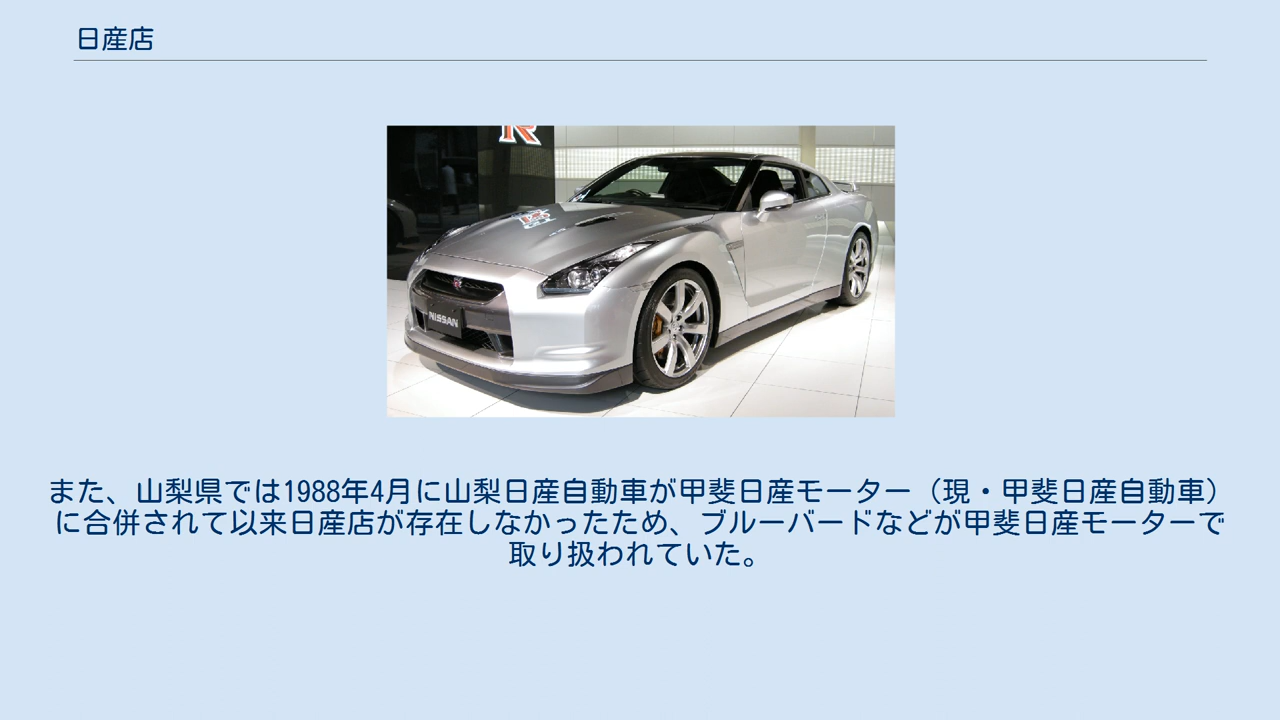 日産店
R
NISSAN
また、山梨県では1988年4月に山梨日産自動車が甲斐日産モーター（現・甲斐日産自動車）
に合併されて以来日産店が存在しなかったため、ブルーバードなどが甲斐日産モーターで
取り扱われていた。